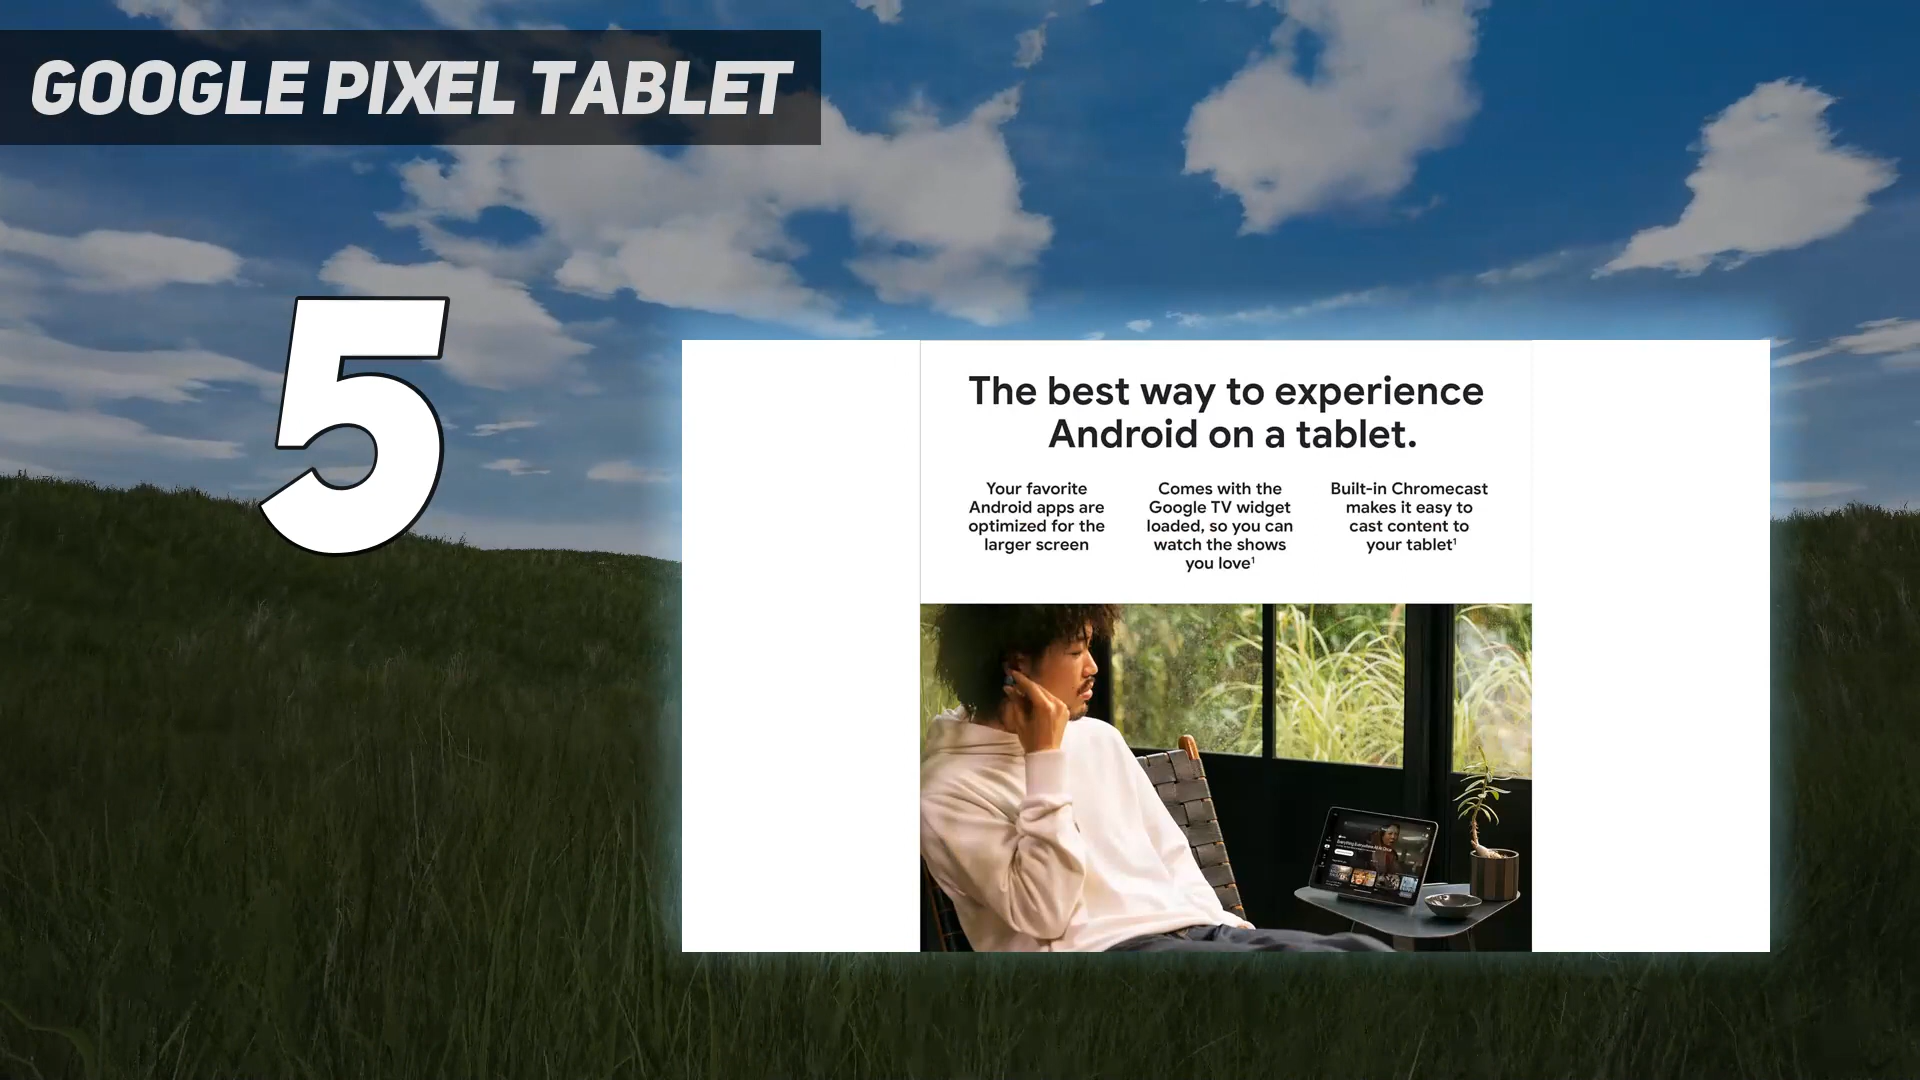 GOOGLE PIXEL TABLET
5
The best way to experience
Android on a tablet.
Your favorite
Android apps are
optimized for the
larger screen
Comes with the
Google TV widget
loaded, so you can
watch the shows
you love¹
Built-in Chromecast
makes it easy to
cast content to
your tablet¹